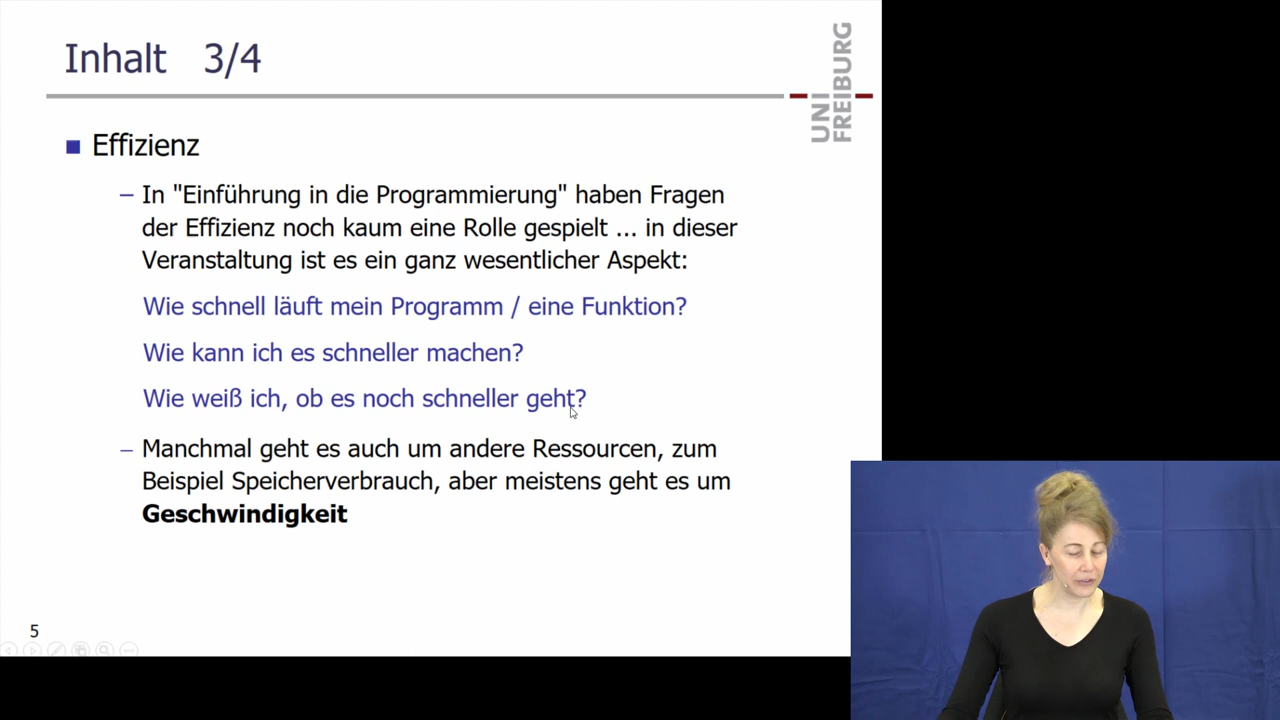 Inhalt 3/4
UNI
FREIBURG
Effizienz
– In "Einführung in die Programmierung" haben Fragen
der Effizienz noch kaum eine Rolle gespielt ... in dieser
Veranstaltung ist es ein ganz wesentlicher Aspekt:
Wie schnell läuft mein Programm / eine Funktion?
Wie kann ich es schneller machen?
Wie weiß ich, ob es noch schneller geht?
– Manchmal geht es auch um andere Ressourcen, zum
Beispiel Speicherverbrauch, aber meistens geht es um
Geschwindigkeit
5